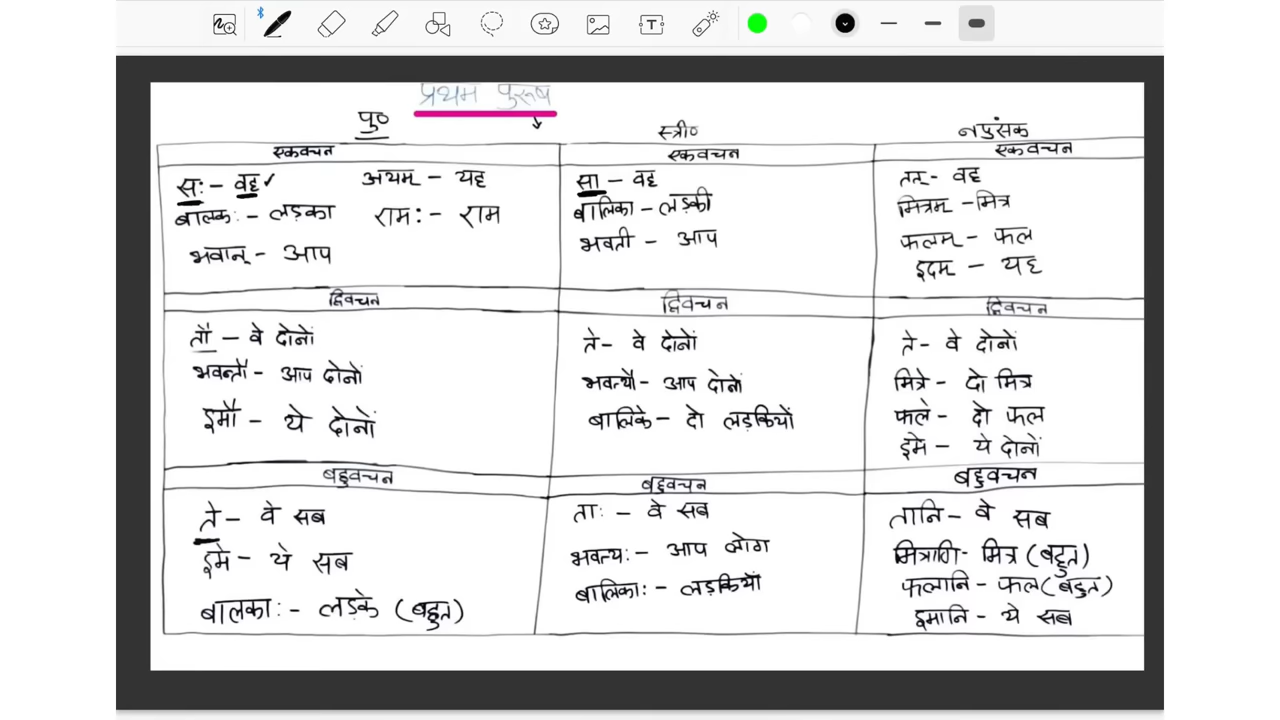 प्रथम पुरूष
पु०
स्त्री०
नपुंसक
एकवचन
सः - वह ✓ अयम् - यह
बालकः - लड़का रामः - राम
भवान् - आप
एकवचन
सा - वह
बालिका - लड़की
भवती - आप
एकवचन
तत् - वह
मित्रम् - मित्र
फलम् - फल
इदम् - यह
द्विवचन
तौ - वे दोनों
भवन्तौ - आप दोनों
इमौ - ये दोनों
द्विवचन
ते - वे दोनों
भवत्यौ - आप दोनों
बालिके - दो लड़कियों
द्विवचन
ते - वे दोनों
मित्रे - दो मित्र
फले - दो फल
इमे - ये दोनों
बहुवचन
ते - वे सब
इमे - ये सब
बालकाः - लड़के (बहुत)
बहुवचन
ताः - वे सब
भवत्यः - आप लोग
बालिकाः - लड़कियों
बहुवचन
तानि - वे सब
मित्राणि - मित्र (बहुत)
फलानि - फल (बहुत)
इमानि - ये सब